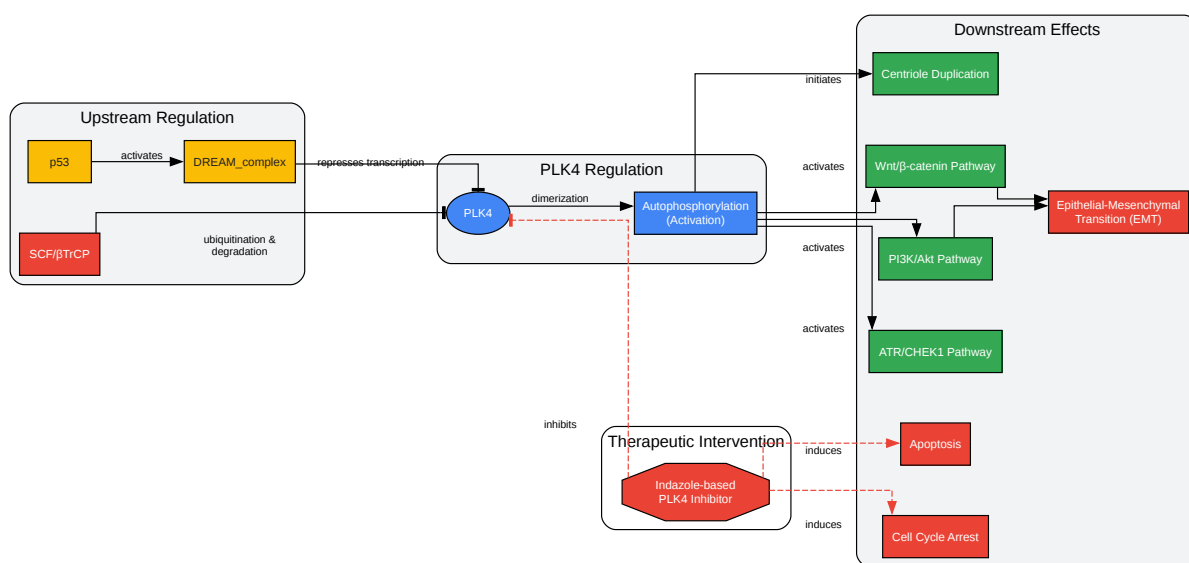 Downstream Effects
Centriole Duplication
initiates
Upstream Regulation
p53
activates
DREAM_complex
represses transcription
PLK4 Regulation
activates
Wnt/β-catenin Pathway
PLK4
dimerization
Autophosphorylation
(Activation)
Epithelial-Mesenchymal
Transition (EMT)
SCF/βTrCP
ubiquitination &
degradation
activates
PI3K/Akt Pathway
activates
ATR/CHEK1 Pathway
inhibits
Therapeutic Intervention
induces
Apoptosis
Indazole-based
PLK4 Inhibitor
induces
Cell Cycle Arrest